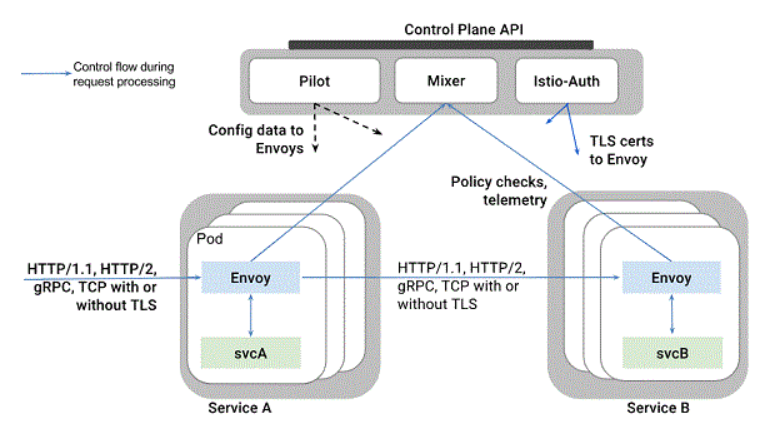 Control Plane API
Control flow during
request processing
Pilot
Mixer
Istio-Auth
Config data to
Envoys
TLS certs
to Envoy
Policy checks,
telemetry
Pod
HTTP/1.1, HTTP/2,
gRPC, TCP with or
without TLS
Envoy
HTTP/1.1, HTTP/2,
gRPC, TCP with or
without TLS
Envoy
svcA
svcB
Service A
Service B